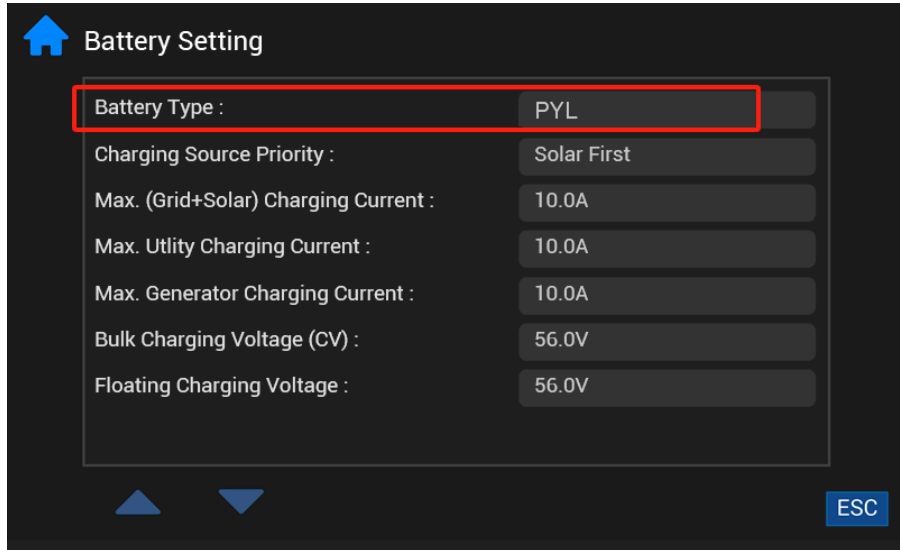 Battery Setting
Battery Type : PYL
Charging Source Priority : Solar First
Max. (Grid+Solar) Charging Current : 10.0A
Max. Utlity Charging Current : 10.0A
Max. Generator Charging Current : 10.0A
Bulk Charging Voltage (CV) : 56.0V
Floating Charging Voltage : 56.0V
ESC